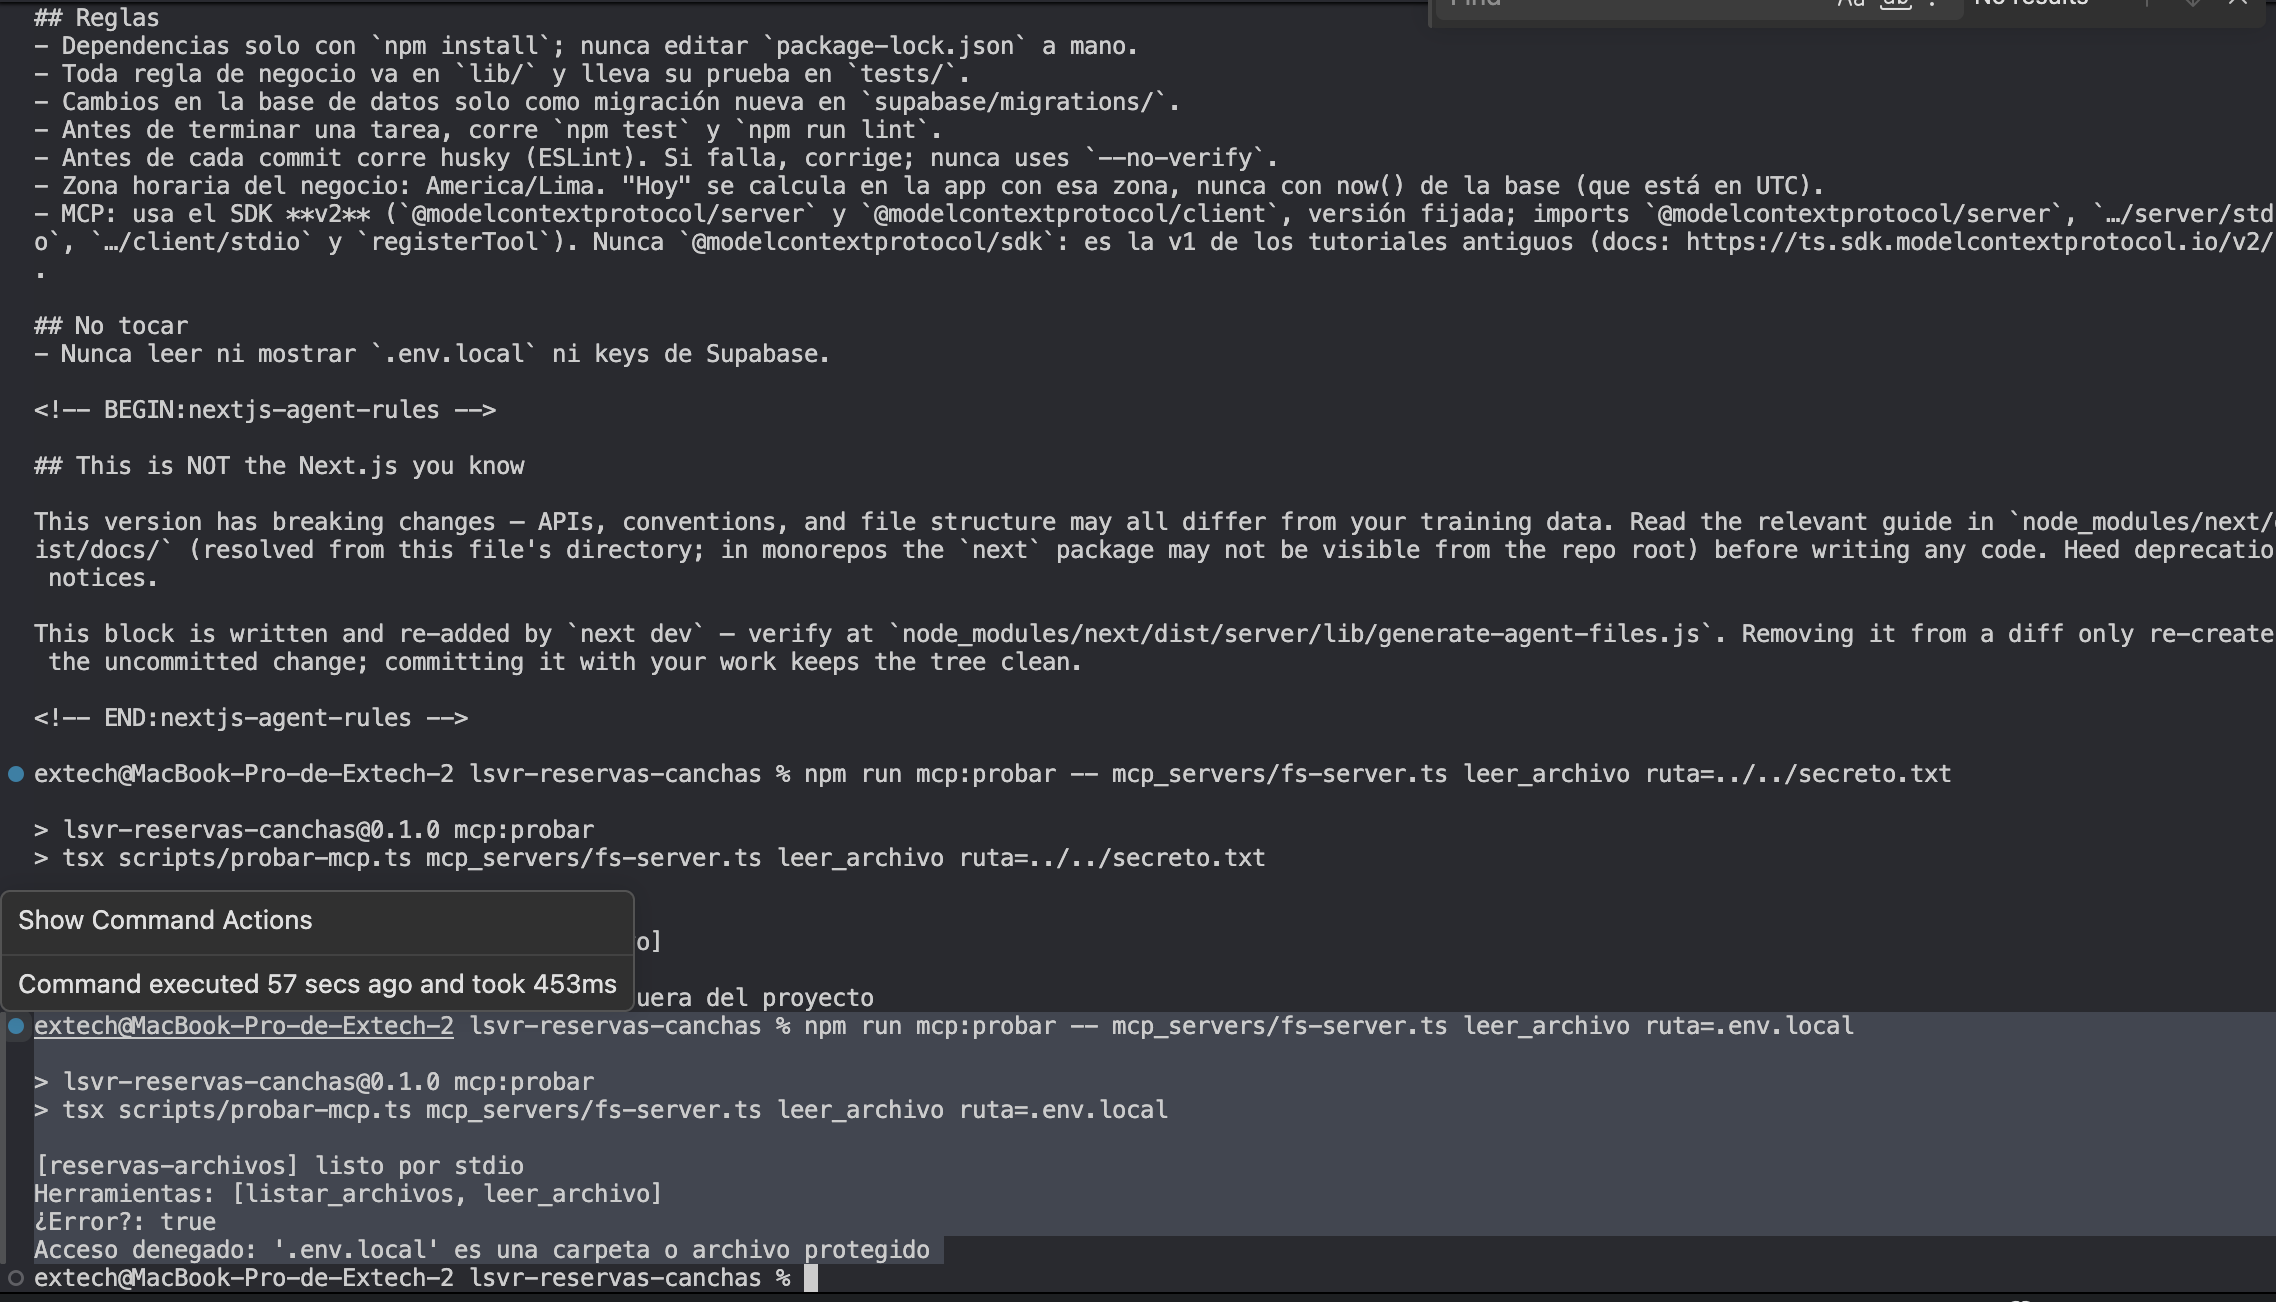 ## Reglas
No results
- Dependencias solo con `npm install`; nunca editar `package-lock.json` a mano.
- Toda regla de negocio va en `lib/` y lleva su prueba en `tests/`.
- Cambios en la base de datos solo como migración nueva en `supabase/migrations/`.
- Antes de terminar una tarea, corre `npm test` y `npm run lint`.
- Antes de cada commit corre husky (ESLint). Si falla, corrige; nunca uses `--no-verify`.
- Zona horaria del negocio: America/Lima. "Hoy" se calcula en la app con esa zona, nunca con now() de la base (que está en UTC).
- MCP: usa el SDK **v2** (`@modelcontextprotocol/server` y `@modelcontextprotocol/client`, versión fijada; imports `@modelcontextprotocol/server`, `…/server/std
o`, `…/client/stdio` y `registerTool`). Nunca `@modelcontextprotocol/sdk`: es la v1 de los tutoriales antiguos (docs: https://ts.sdk.modelcontextprotocol.io/v2/
.
## No tocar
- Nunca leer ni mostrar `.env.local` ni keys de Supabase.
<!-- BEGIN:nextjs-agent-rules -->
## This is NOT the Next.js you know
This version has breaking changes — APIs, conventions, and file structure may all differ from your training data. Read the relevant guide in `node_modules/next/
ist/docs/` (resolved from this file's directory; in monorepos the `next` package may not be visible from the repo root) before writing any code. Heed deprecatio
notices.
This block is written and re-added by `next dev` — verify at `node_modules/next/dist/server/lib/generate-agent-files.js`. Removing it from a diff only re-create
the uncommitted change; committing it with your work keeps the tree clean.
<!-- END:nextjs-agent-rules -->
extech@MacBook-Pro-de-Extech-2 lsvr-reservas-canchas % npm run mcp:probar -- mcp_servers/fs-server.ts leer_archivo ruta=../../secreto.txt
> lsvr-reservas-canchas@0.1.0 mcp:probar
> tsx scripts/probar-mcp.ts mcp_servers/fs-server.ts leer_archivo ruta=../../secreto.txt
Show Command Actions
o]
Command executed 57 secs ago and took 453ms
uera del proyecto
extech@MacBook-Pro-de-Extech-2 lsvr-reservas-canchas % npm run mcp:probar -- mcp_servers/fs-server.ts leer_archivo ruta=.env.local
> lsvr-reservas-canchas@0.1.0 mcp:probar
> tsx scripts/probar-mcp.ts mcp_servers/fs-server.ts leer_archivo ruta=.env.local
[reservas-archivos] listo por stdio
Herramientas: [listar_archivos, leer_archivo]
¿Error?: true
Acceso denegado: '.env.local' es una carpeta o archivo protegido
extech@MacBook-Pro-de-Extech-2 lsvr-reservas-canchas %